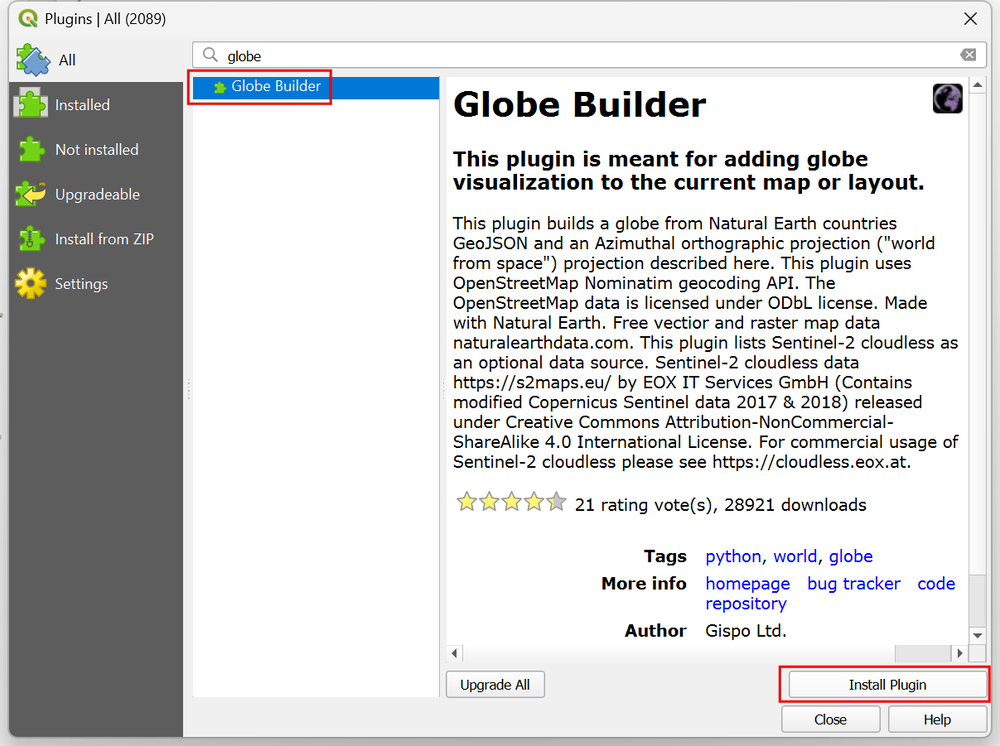 Plugins | All (2089)
All
globe
Installed
Not installed
Upgradeable
Install from ZIP
Settings
Globe Builder
Globe Builder
This plugin is meant for adding globe
visualization to the current map or layout.
This plugin builds a globe from Natural Earth countries
GeoJSON and an Azimuthal orthographic projection ("world
from space") projection described here. This plugin uses
OpenStreetMap Nominatim geocoding API. The
OpenStreetMap data is licensed under ODbL license. Made
with Natural Earth. Free vectior and raster map data
naturalearthdata.com. This plugin lists Sentinel-2 cloudless as
an optional data source. Sentinel-2 cloudless data
https://s2maps.eu/ by EOX IT Services GmbH (Contains
modified Copernicus Sentinel data 2017 & 2018) released
under Creative Commons Attribution-NonCommercial-
ShareAlike 4.0 International License. For commercial usage of
Sentinel-2 cloudless please see https://cloudless.eox.at.
21 rating vote(s), 28921 downloads
Tags python, world, globe
More info homepage bug tracker code
repository
Author Gispo Ltd.
Upgrade All
Install Plugin
Close
Help